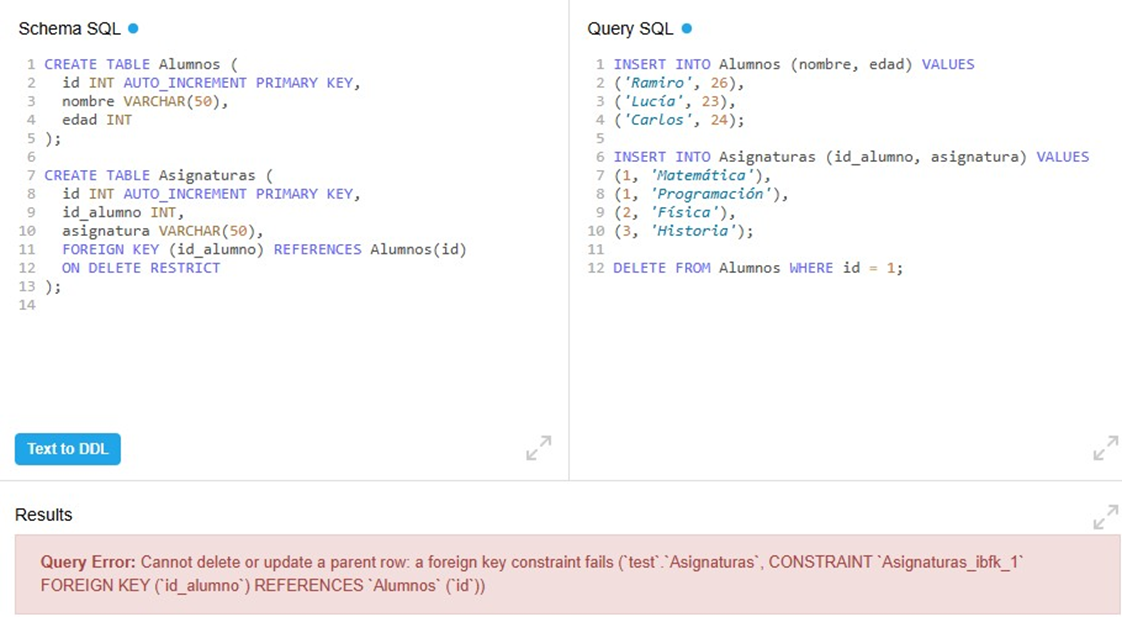 Schema SQL
1 CREATE TABLE Alumnos (
2   id INT AUTO_INCREMENT PRIMARY KEY,
3   nombre VARCHAR(50),
4   edad INT
5 );
6
7 CREATE TABLE Asignaturas (
8   id INT AUTO_INCREMENT PRIMARY KEY,
9   id_alumno INT,
10   asignatura VARCHAR(50),
11   FOREIGN KEY (id_alumno) REFERENCES Alumnos(id)
12   ON DELETE RESTRICT
13 );
14
Text to DDL
Query SQL
1 INSERT INTO Alumnos (nombre, edad) VALUES
2 ('Ramiro', 26),
3 ('Lucía', 23),
4 ('Carlos', 24);
5
6 INSERT INTO Asignaturas (id_alumno, asignatura) VALUES
7 (1, 'Matemática'),
8 (1, 'Programación'),
9 (2, 'Física'),
10 (3, 'Historia');
11
12 DELETE FROM Alumnos WHERE id = 1;
Results
Query Error: Cannot delete or update a parent row: a foreign key constraint fails (`test`.`Asignaturas`, CONSTRAINT `Asignaturas_ibfk_1`
FOREIGN KEY (`id_alumno`) REFERENCES `Alumnos` (`id`))